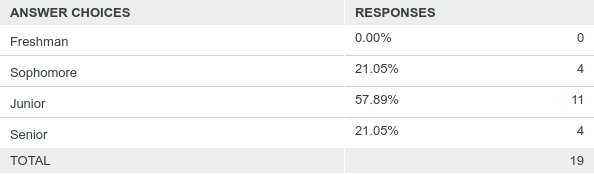 ANSWER CHOICES RESPONSES
Freshman 0.00% 0
Sophomore 21.05% 4
Junior 57.89% 11
Senior 21.05% 4
TOTAL 19